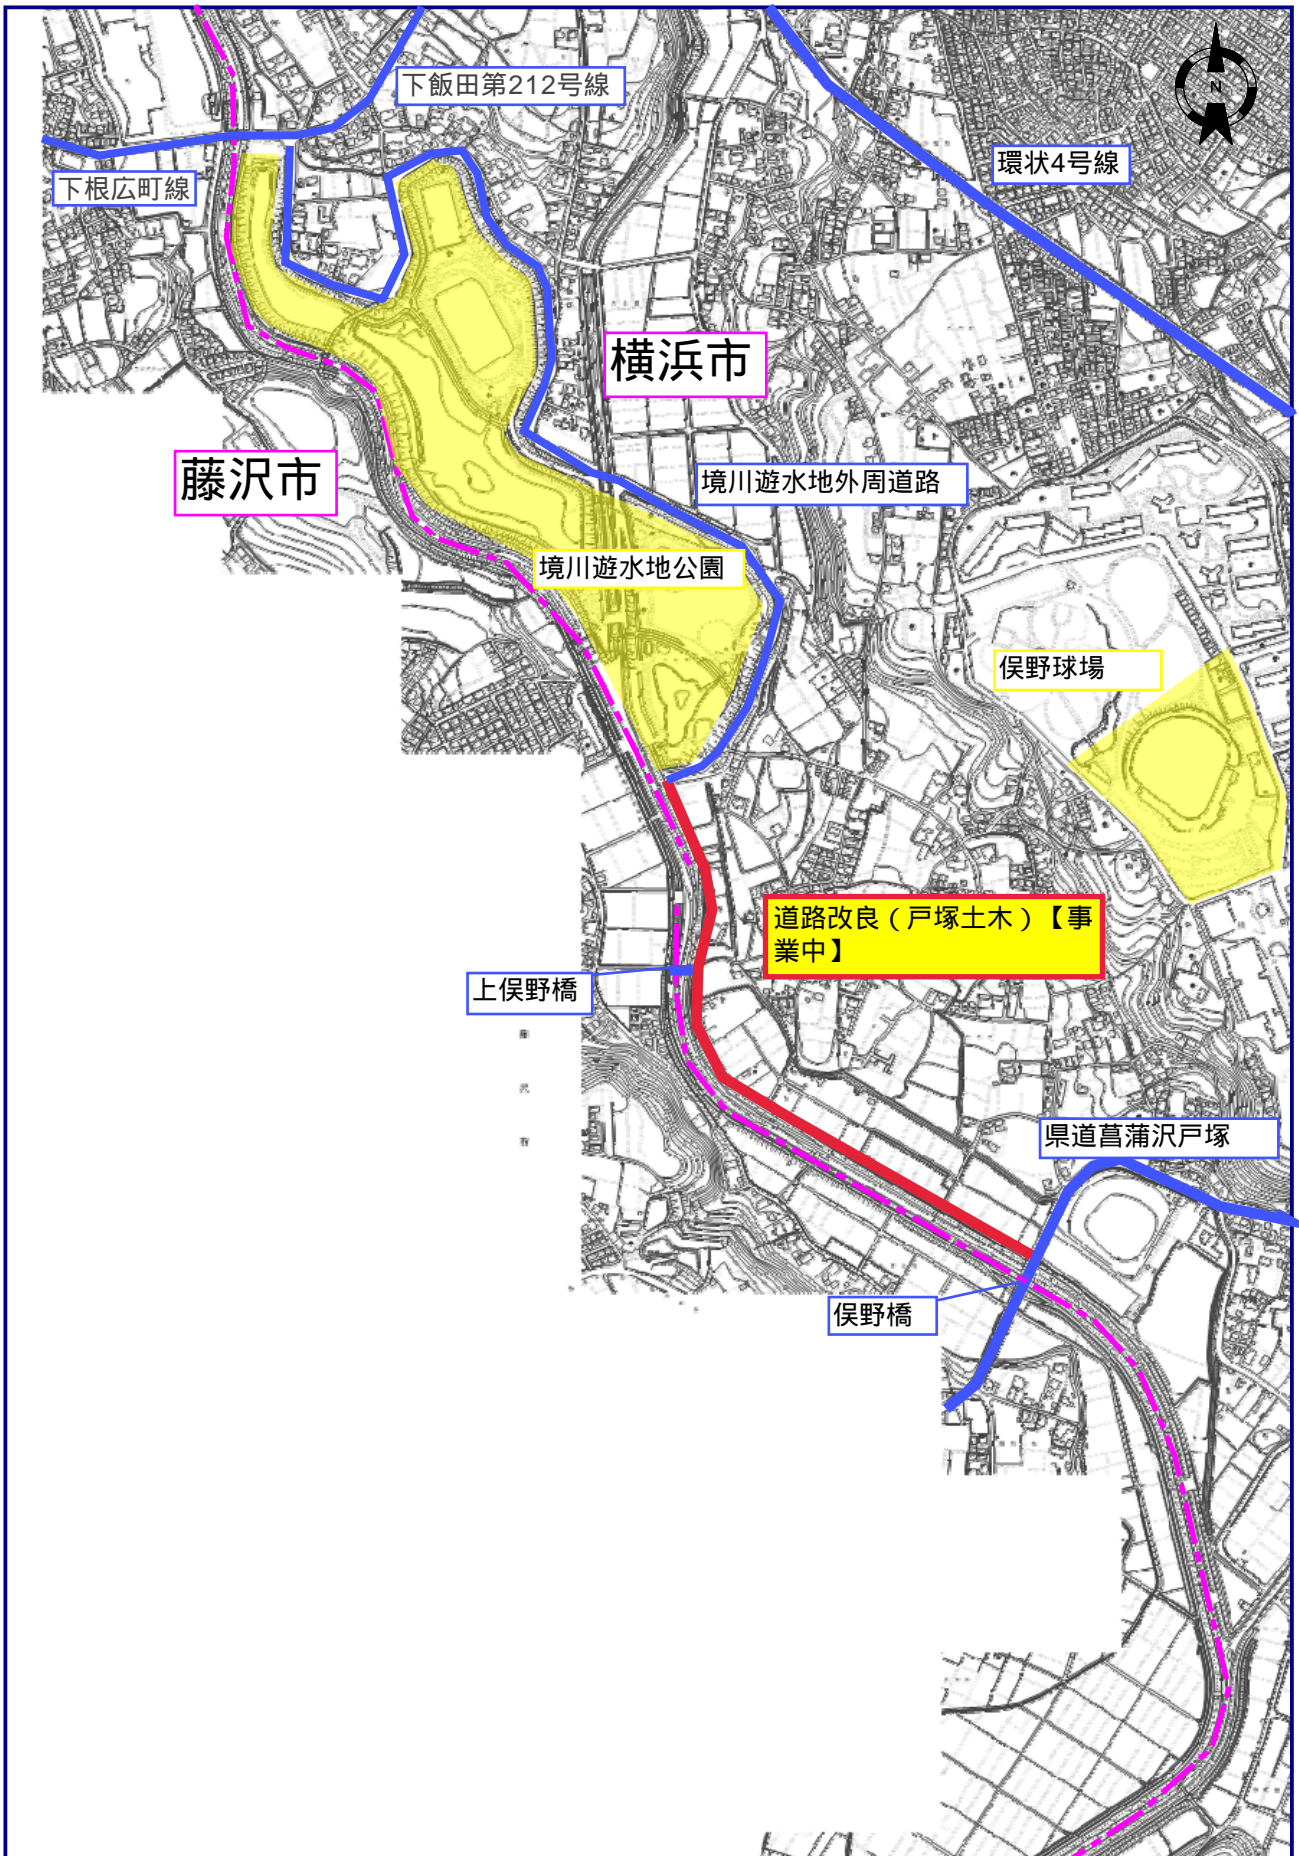 下飯田第212号線
N
環状4号線
下根広町線
横浜市
藤沢市
境川遊水地外周道路
境川遊水地公園
俣野球場
道路改良（戸塚土木）【事
業中】
上俣野橋
県道菖蒲沢戸塚
俣野橋